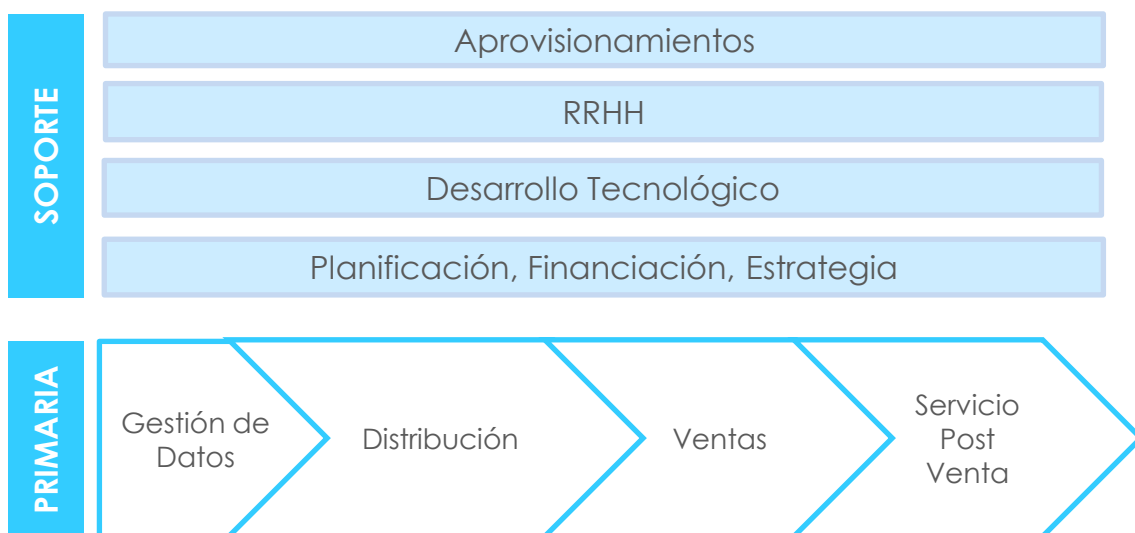 SOPORTE
Aprovisionamientos
RRHH
Desarrollo Tecnológico
Planificación, Financiación, Estrategia
PRIMARIA
Gestión de
Datos
Distribución
Ventas
Servicio
Post
Venta